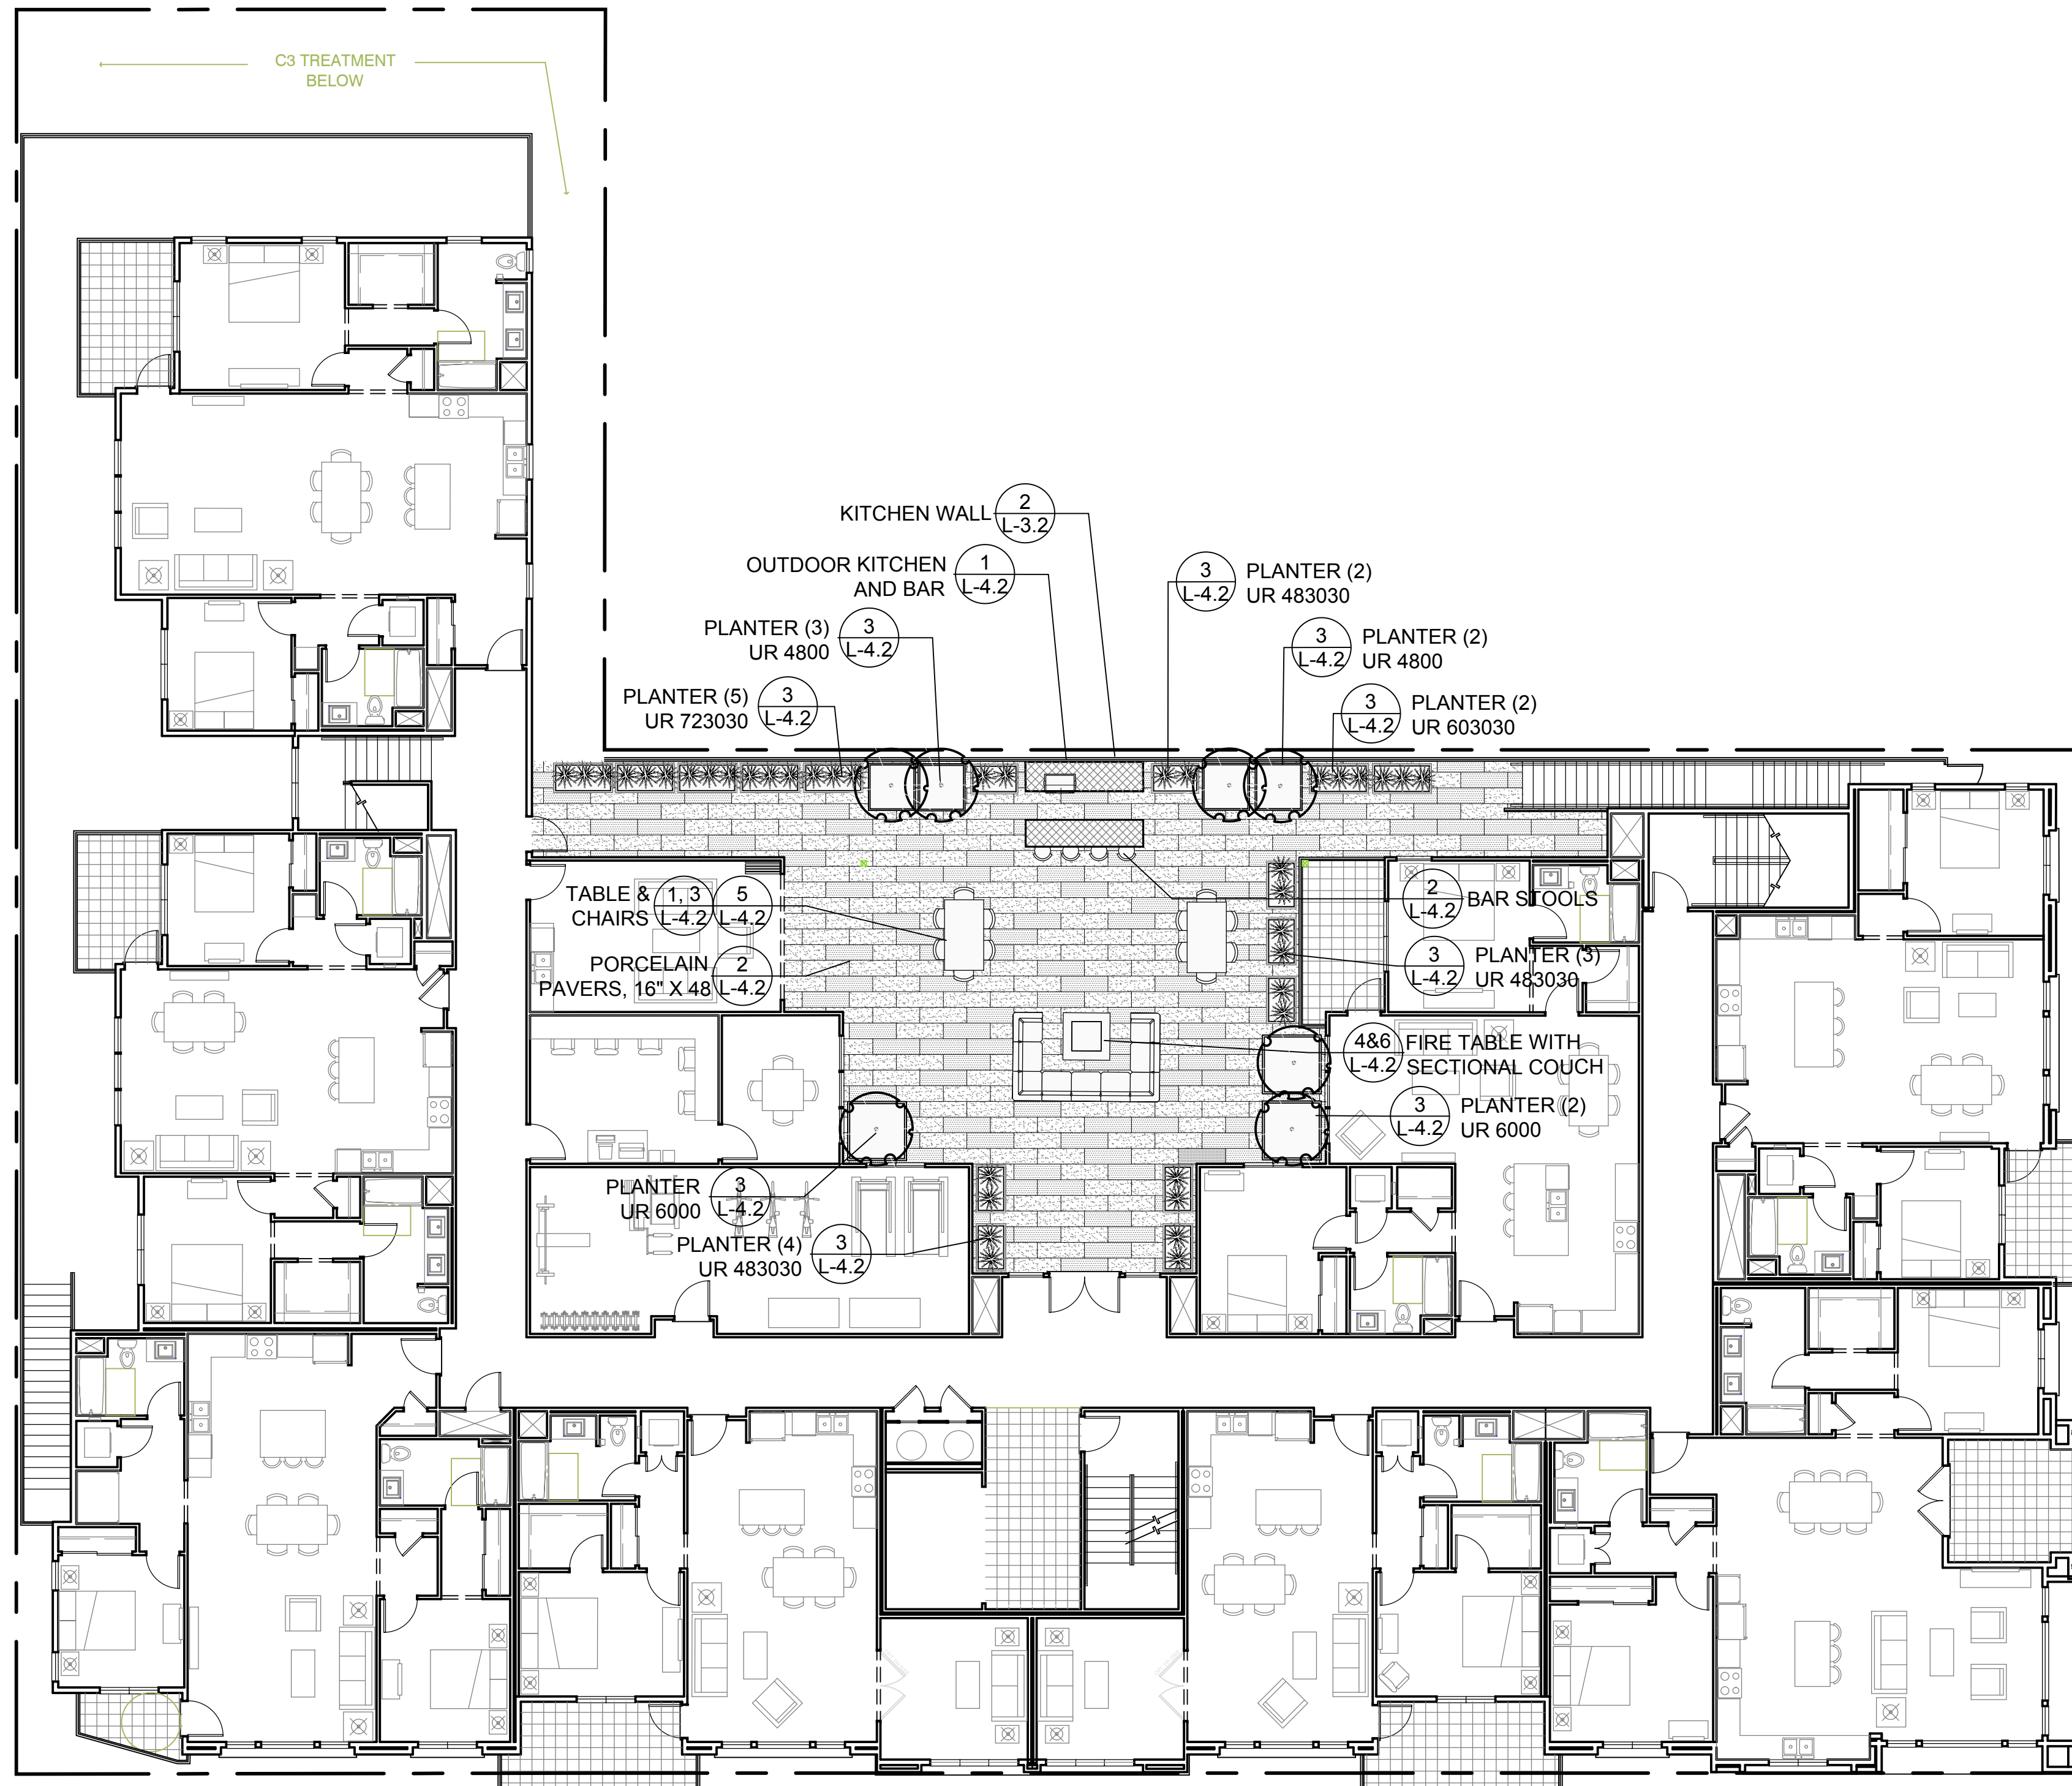 C3 TREATMENT
BELOW
KITCHEN WALL
2
L-3.2
OUTDOOR KITCHEN
AND BAR
1
L-4.2
3
L-4.2
PLANTER (2)
UR 483030
PLANTER (3)
UR 4800
3
L-4.2
3
L-4.2
PLANTER (2)
UR 4800
PLANTER (5)
UR 723030
3
L-4.2
3
L-4.2
PLANTER (2)
UR 603030
TABLE &
CHAIRS
1, 3
L-4.2
5
L-4.2
2
L-4.2
BAR STOOLS
PORCELAIN
PAVERS, 16" X 48
2
L-4.2
3
L-4.2
PLANTER (3)
UR 483030
4&6
L-4.2
FIRE TABLE WITH
SECTIONAL COUCH
3
L-4.2
PLANTER (2)
UR 6000
PLANTER
UR 6000
3
L-4.2
PLANTER (4)
UR 483030
3
L-4.2